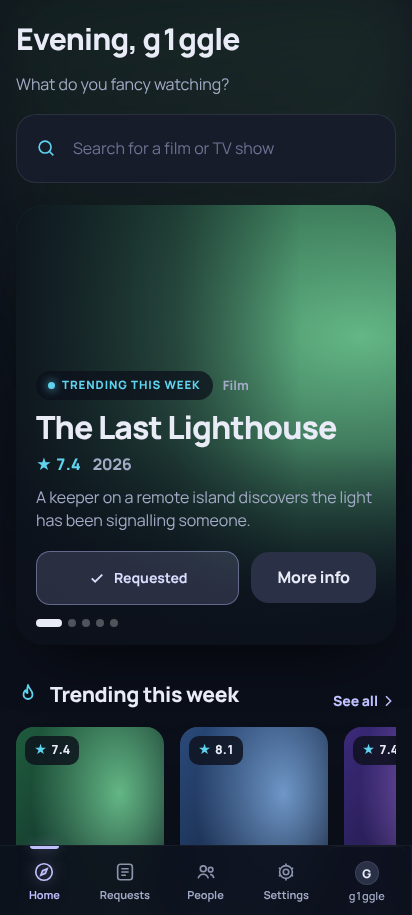 Evening, g1ggle
What do you fancy watching?
Search for a film or TV show
TRENDING THIS WEEK Film
The Last Lighthouse
★ 7.4 2026
A keeper on a remote island discovers the light
has been signalling someone.
✓ Requested More info
Trending this week See all >
★ 7.4 ★ 8.1 ★ 7.4
Home Requests People Settings G g1ggle